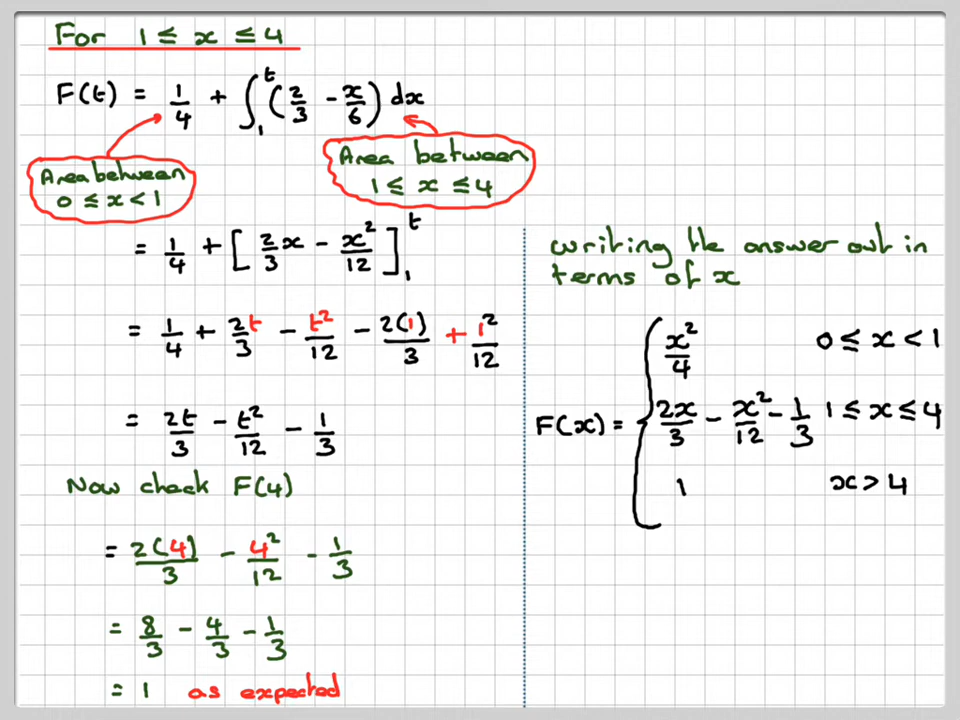 For 1 ≤ x ≤ 4
F(t) = 1/4 + ∫₁ᵗ (2/3 - x/6) dx
Area between
0 ≤ x < 1
Area between
1 ≤ x ≤ 4
= 1/4 + [2/3 x - x²/12]₁ᵗ
= 1/4 + 2t/3 - t²/12 - 2(1)/3 + 1²/12
= 2t/3 - t²/12 - 1/3
Now check F(4)
= 2(4)/3 - 4²/12 - 1/3
= 8/3 - 4/3 - 1/3
= 1 as expected
writing the answer out in
terms of x
F(x) = {
x²/4 0 ≤ x < 1
2x/3 - x²/12 - 1/3 1 ≤ x ≤ 4
1 x > 4